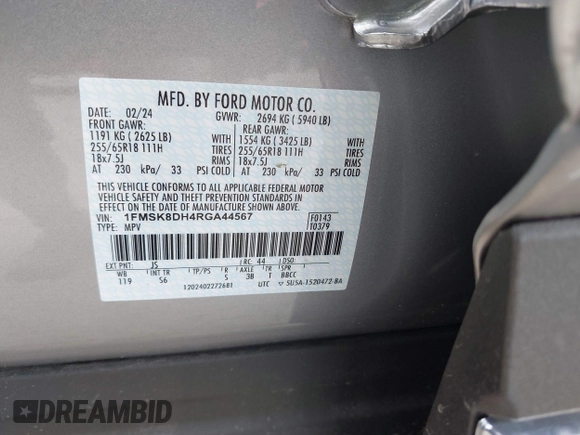 MFD. BY FORD MOTOR CO.
DATE: 02/24 GVWR: 2694 KG ( 5940 LB)
FRONT GAWR: REAR GAWR:
1191 KG ( 2625 LB) WITH 1554 KG ( 3425 LB) WITH
255/65R18 111H TIRES 255/65R18 111H TIRES
18x7.5J RIMS 18x7.5J RIMS
AT 230 kPa/ 33 PSI COLD AT 230 kPa/ 33 PSI COLD
THIS VEHICLE CONFORMS TO ALL APPLICABLE FEDERAL MOTOR
VEHICLE SAFETY AND THEFT PREVENTION STANDARDS IN
EFFECT ON THE DATE OF MANUFACTURE SHOWN ABOVE.
VIN: 1FMSK8DH4RGA44567 F0143
TYPE: MPV T0379
EXT PNT: JS RC: 44 DSO:
WB INT TR TP/PS R AXLE TR SPR
119 S6 S 3B T BBCC
1202402272681 UTC ▽ 5U5A-1520472-BA
DREAMBID